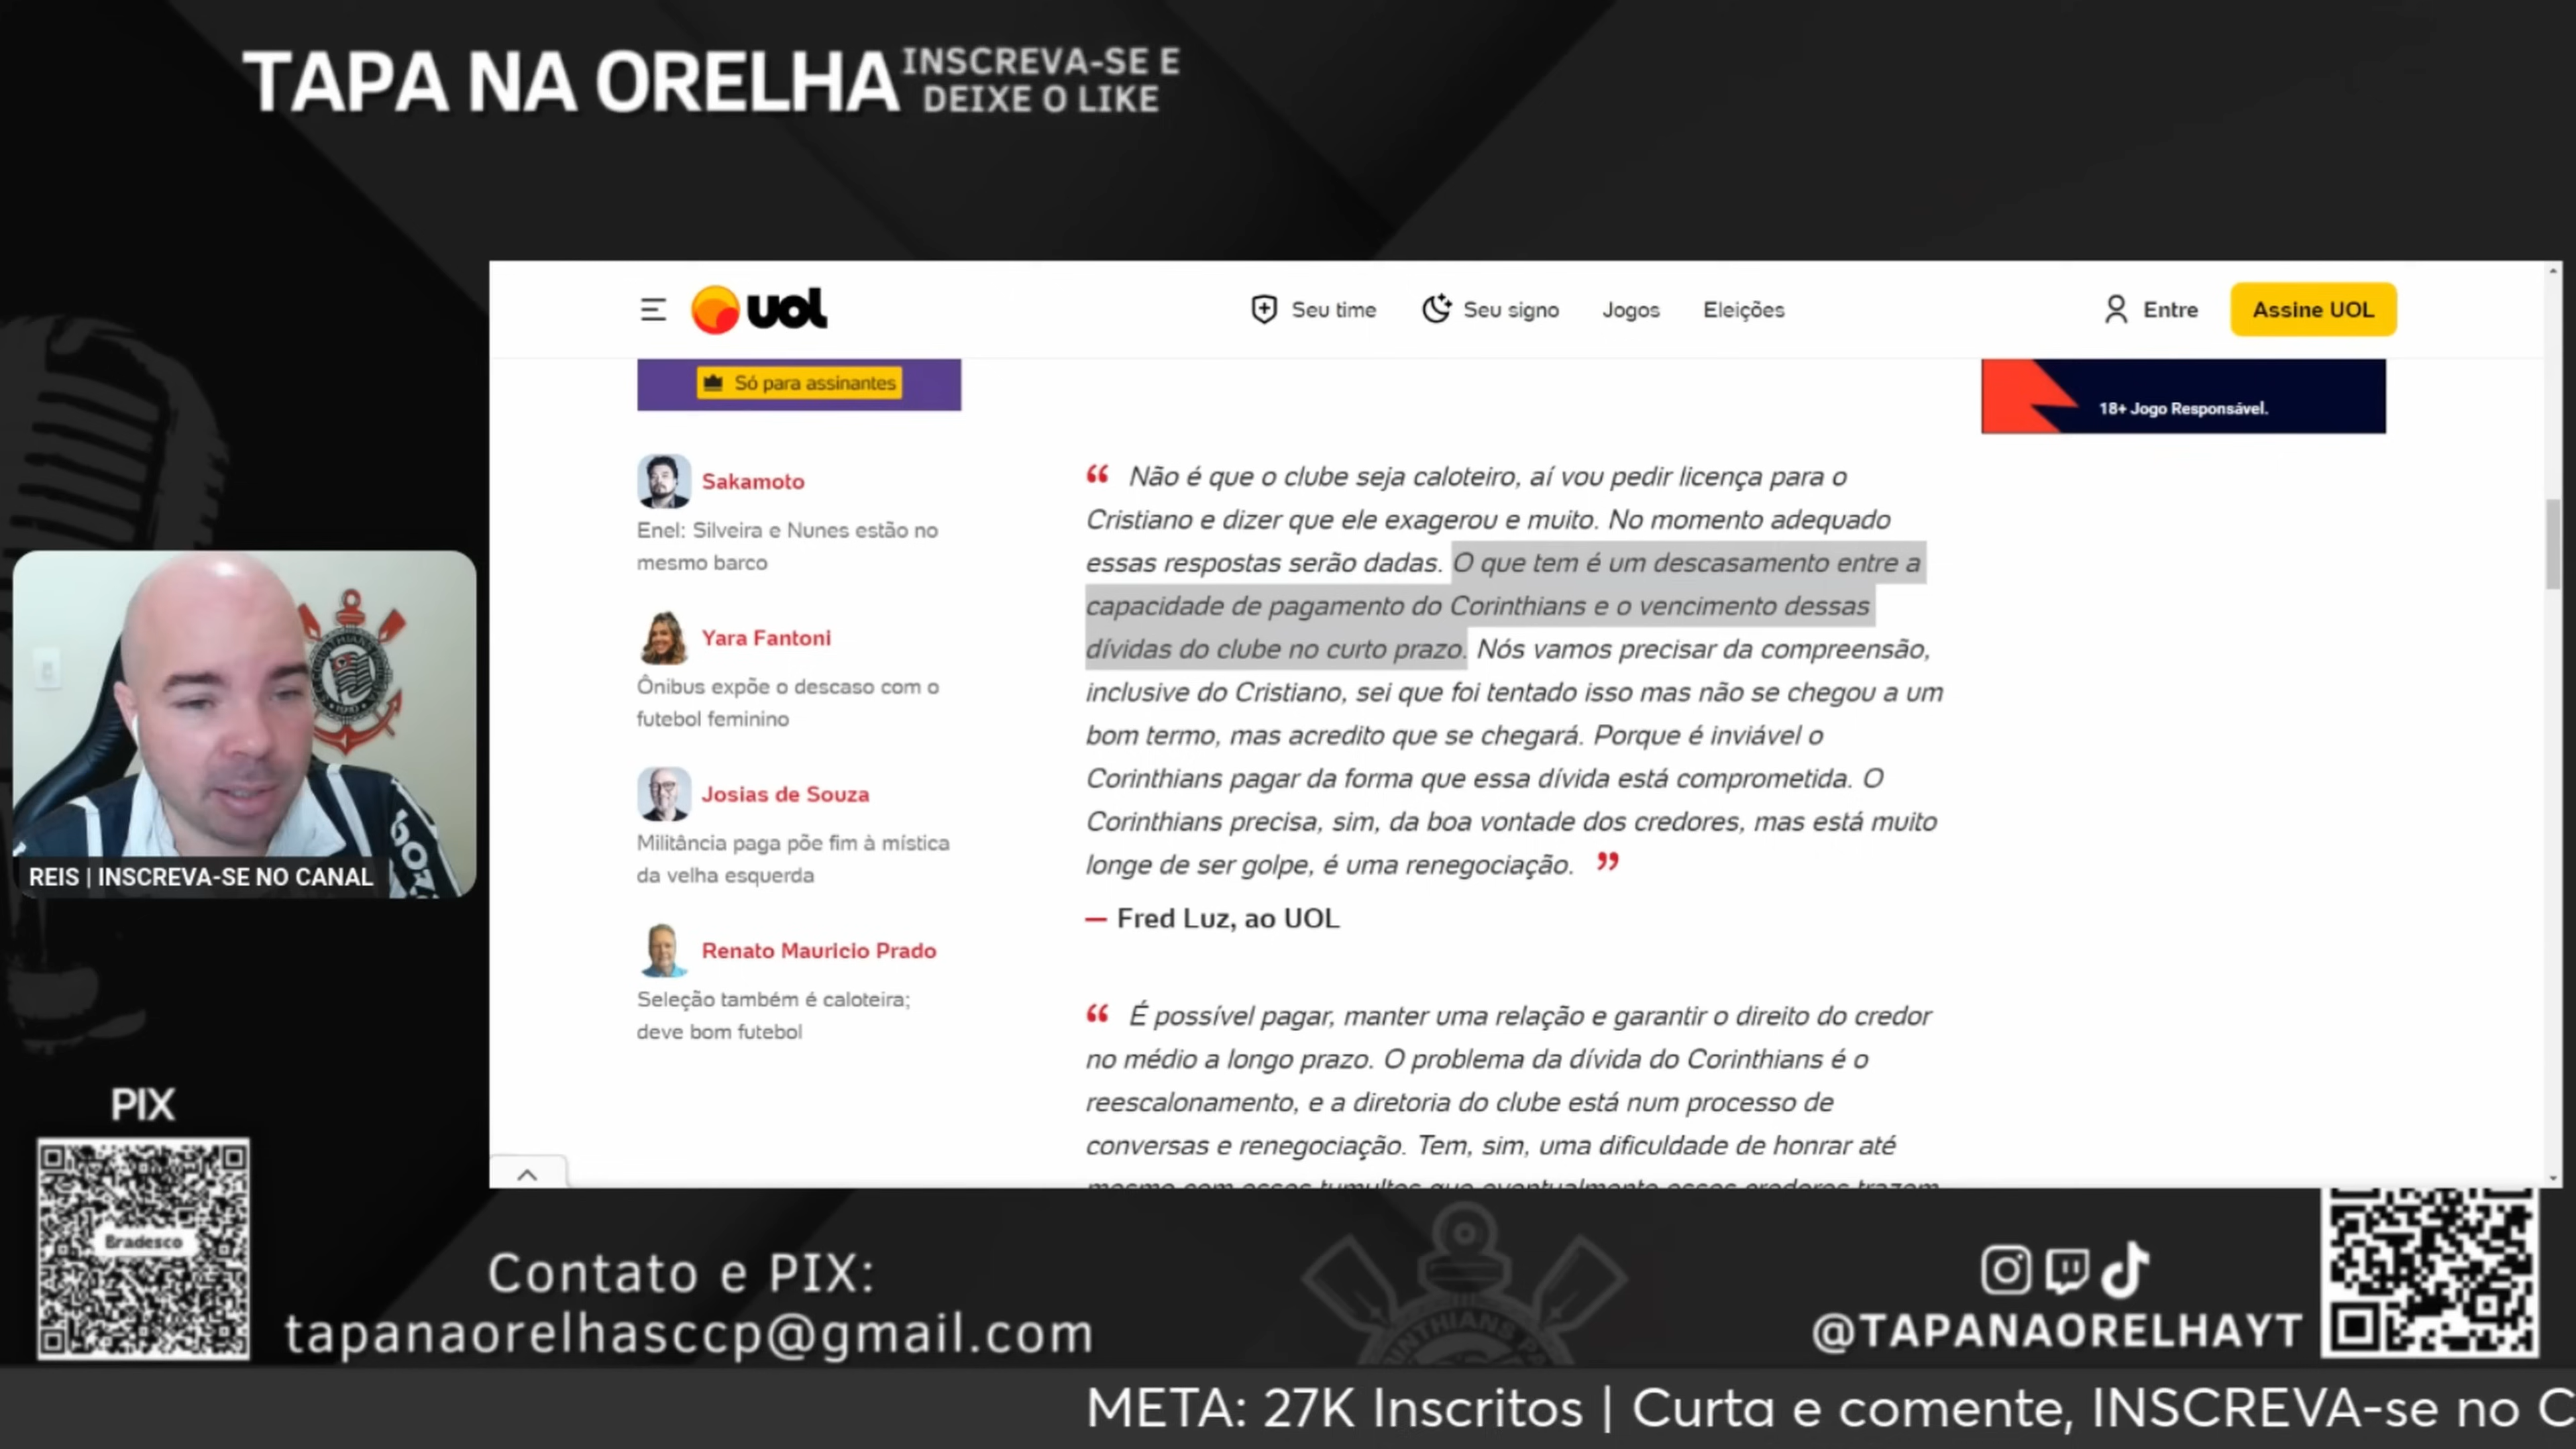 TAPA NA ORELHA
INSCREVA-SE E
DEIXE O LIKE
uol
Seu time
Seu signo
Jogos
Eleições
Entre
Assine UOL
Só para assinantes
18+ Jogo Responsável.
Sakamoto
Enel: Silveira e Nunes estão no
mesmo barco
Yara Fantoni
Ônibus expõe o descaso com o
futebol feminino
Josias de Souza
Militância paga põe fim à mística
da velha esquerda
Renato Mauricio Prado
Seleção também é caloteira;
deve bom futebol
“ Não é que o clube seja caloteiro, aí vou pedir licença para o
Cristiano e dizer que ele exagerou e muito. No momento adequado
essas respostas serão dadas. O que tem é um descasamento entre a
capacidade de pagamento do Corinthians e o vencimento dessas
dívidas do clube no curto prazo. Nós vamos precisar da compreensão,
inclusive do Cristiano, sei que foi tentado isso mas não se chegou a um
bom termo, mas acredito que se chegará. Porque é inviável o
Corinthians pagar da forma que essa dívida está comprometida. O
Corinthians precisa, sim, da boa vontade dos credores, mas está muito
longe de ser golpe, é uma renegociação. ”
— Fred Luz, ao UOL
“ É possível pagar, manter uma relação e garantir o direito do credor
no médio a longo prazo. O problema da dívida do Corinthians é o
reescalonamento, e a diretoria do clube está num processo de
conversas e renegociação. Tem, sim, uma dificuldade de honrar até
mesmo com esses tumultos que eventualmente esses credores trazem
REIS | INSCREVA-SE NO CANAL
PIX
Bradesco
Contato e PIX:
tapanaorelhasccp@gmail.com
@TAPANAORELHAYT
META: 27K Inscritos | Curta e comente, INSCREVA-se no C